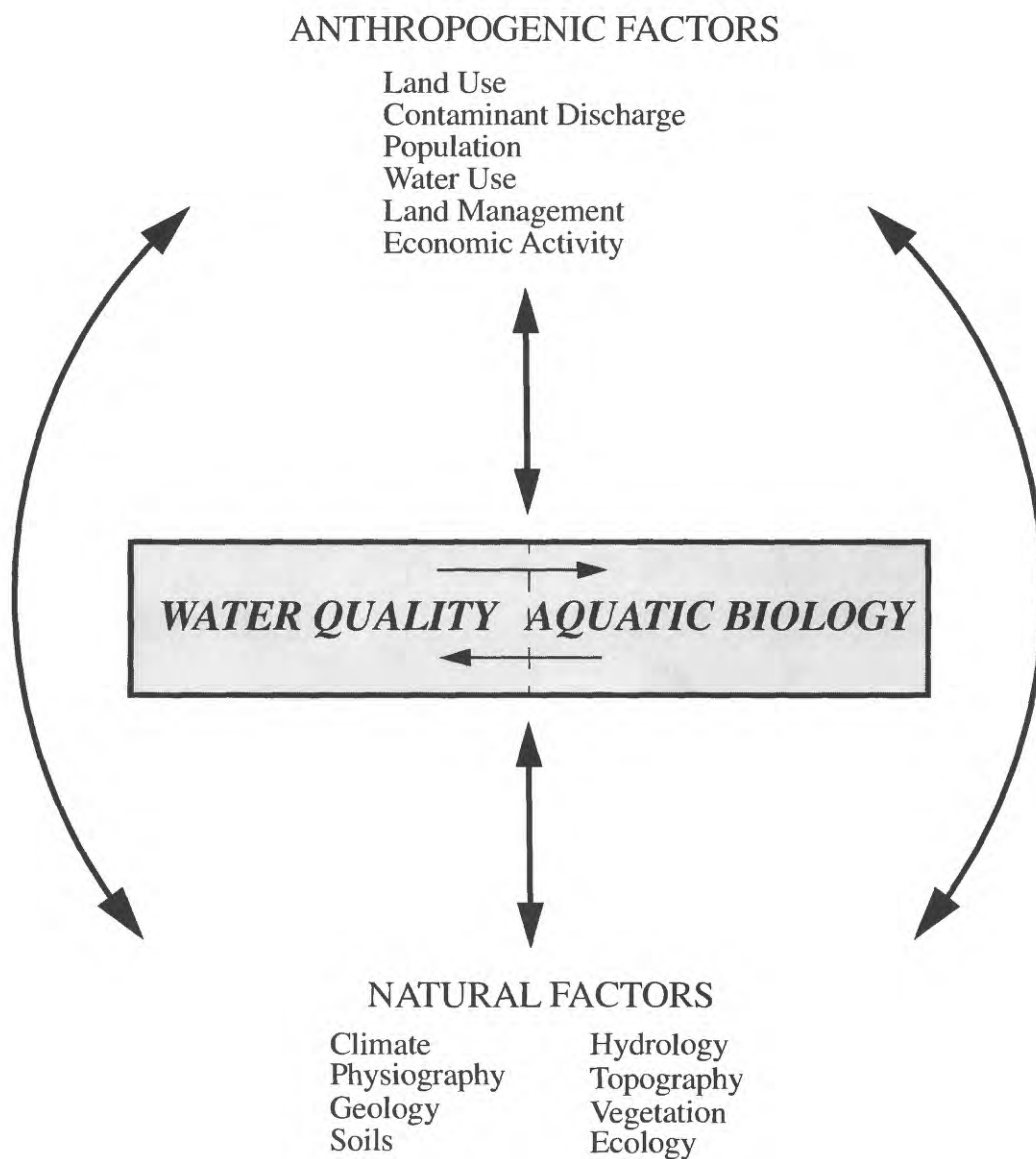 ANTHROPOGENIC FACTORS
Land Use
Contaminant Discharge
Population
Water Use
Land Management
Economic Activity
WATER QUALITY AQUATIC BIOLOGY
NATURAL FACTORS
Climate
Physiography
Geology
Soils
Hydrology
Topography
Vegetation
Ecology